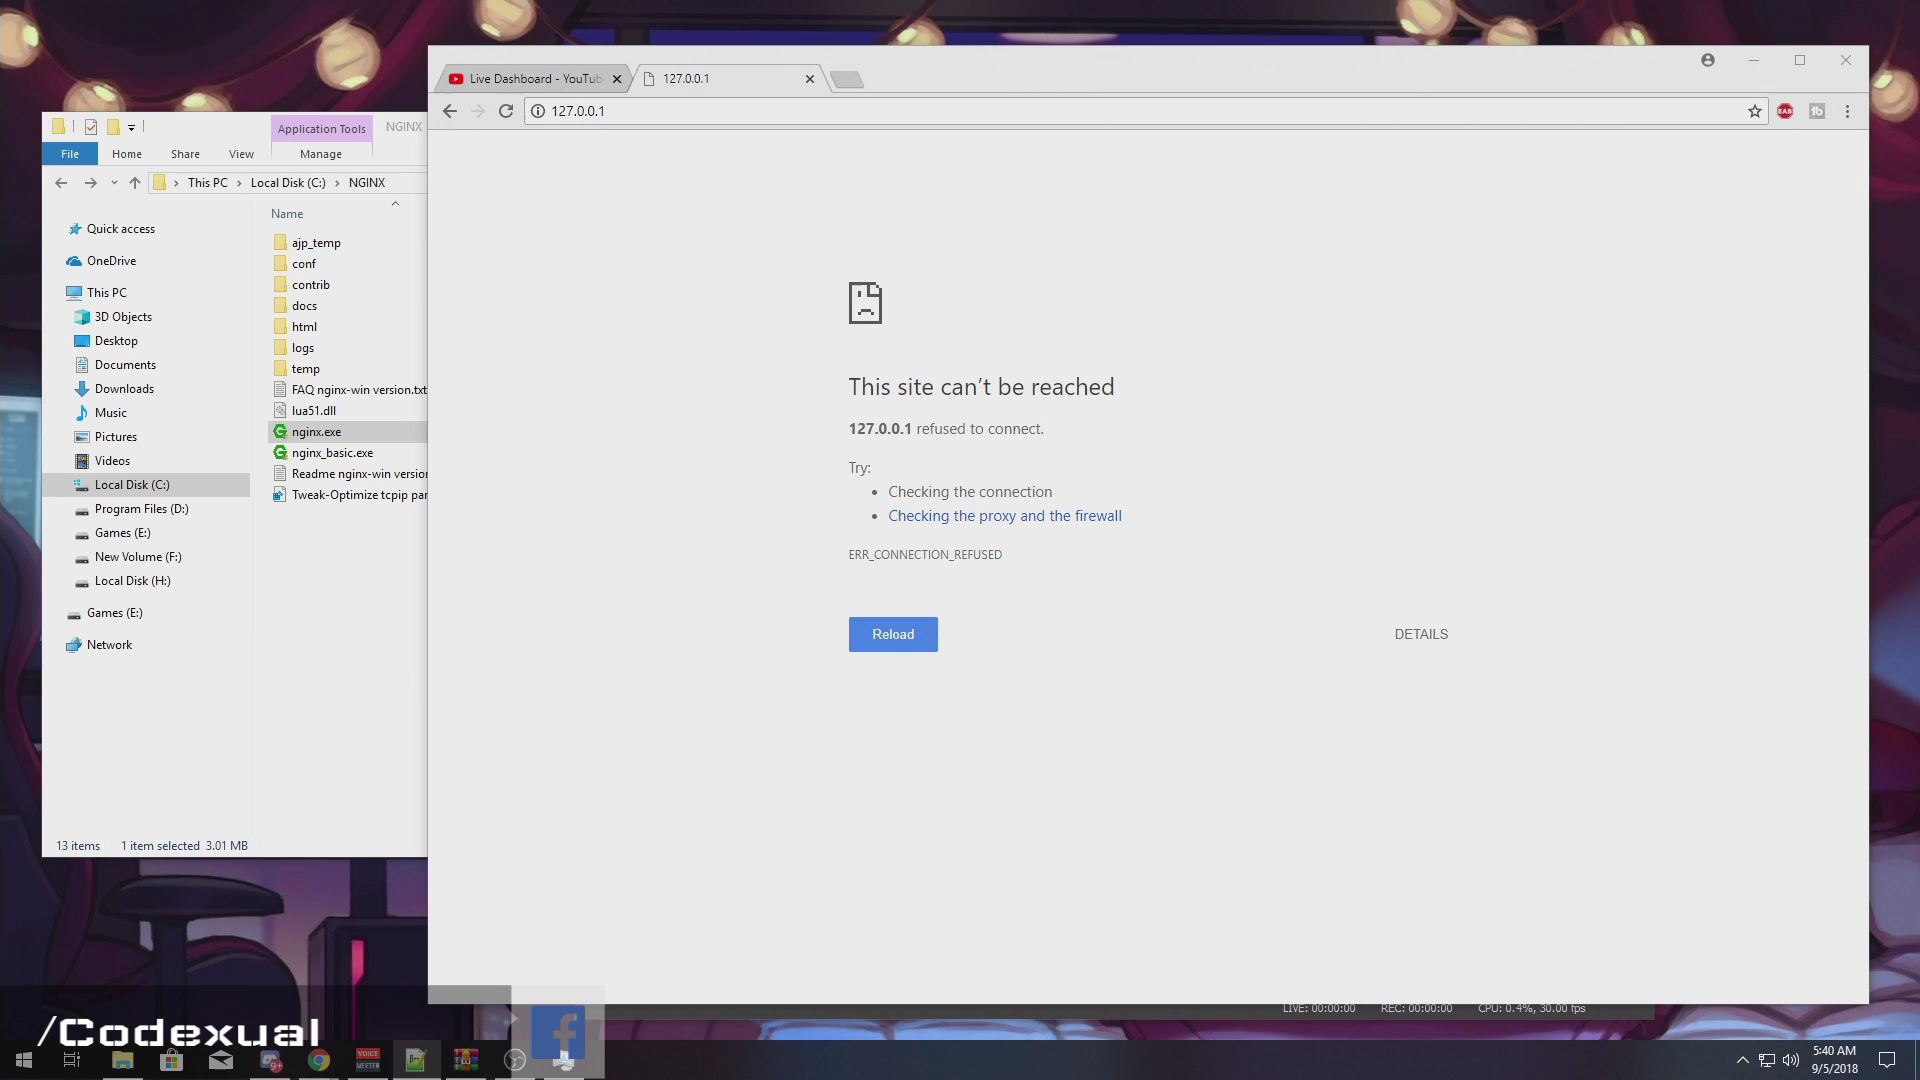 Application Tools
NGINX
File
Home
Share
View
Manage
This PC
Local Disk (C:)
NGINX
Quick access
OneDrive
This PC
3D Objects
Desktop
Documents
Downloads
Music
Pictures
Videos
Local Disk (C:)
Program Files (D:)
Games (E:)
New Volume (F:)
Local Disk (H:)
Games (E:)
Network
Name
ajp_temp
conf
contrib
docs
html
logs
temp
FAQ nginx-win version.txt
lua51.dll
nginx.exe
nginx_basic.exe
Readme nginx-win versio
Tweak-Optimize tcpip par
13 items
1 item selected 3.01 MB
Live Dashboard - YouTub
127.0.0.1
127.0.0.1
EAB
tb
This site can’t be reached
127.0.0.1 refused to connect.
Try:
• Checking the connection
• Checking the proxy and the firewall
ERR_CONNECTION_REFUSED
Reload
DETAILS
LIVE: 00:00:00
REC: 00:00:00
CPU: 0.4%, 30.00 fps
/Codexual
f
9+
VOICE
MEETER
5:40 AM
9/5/2018